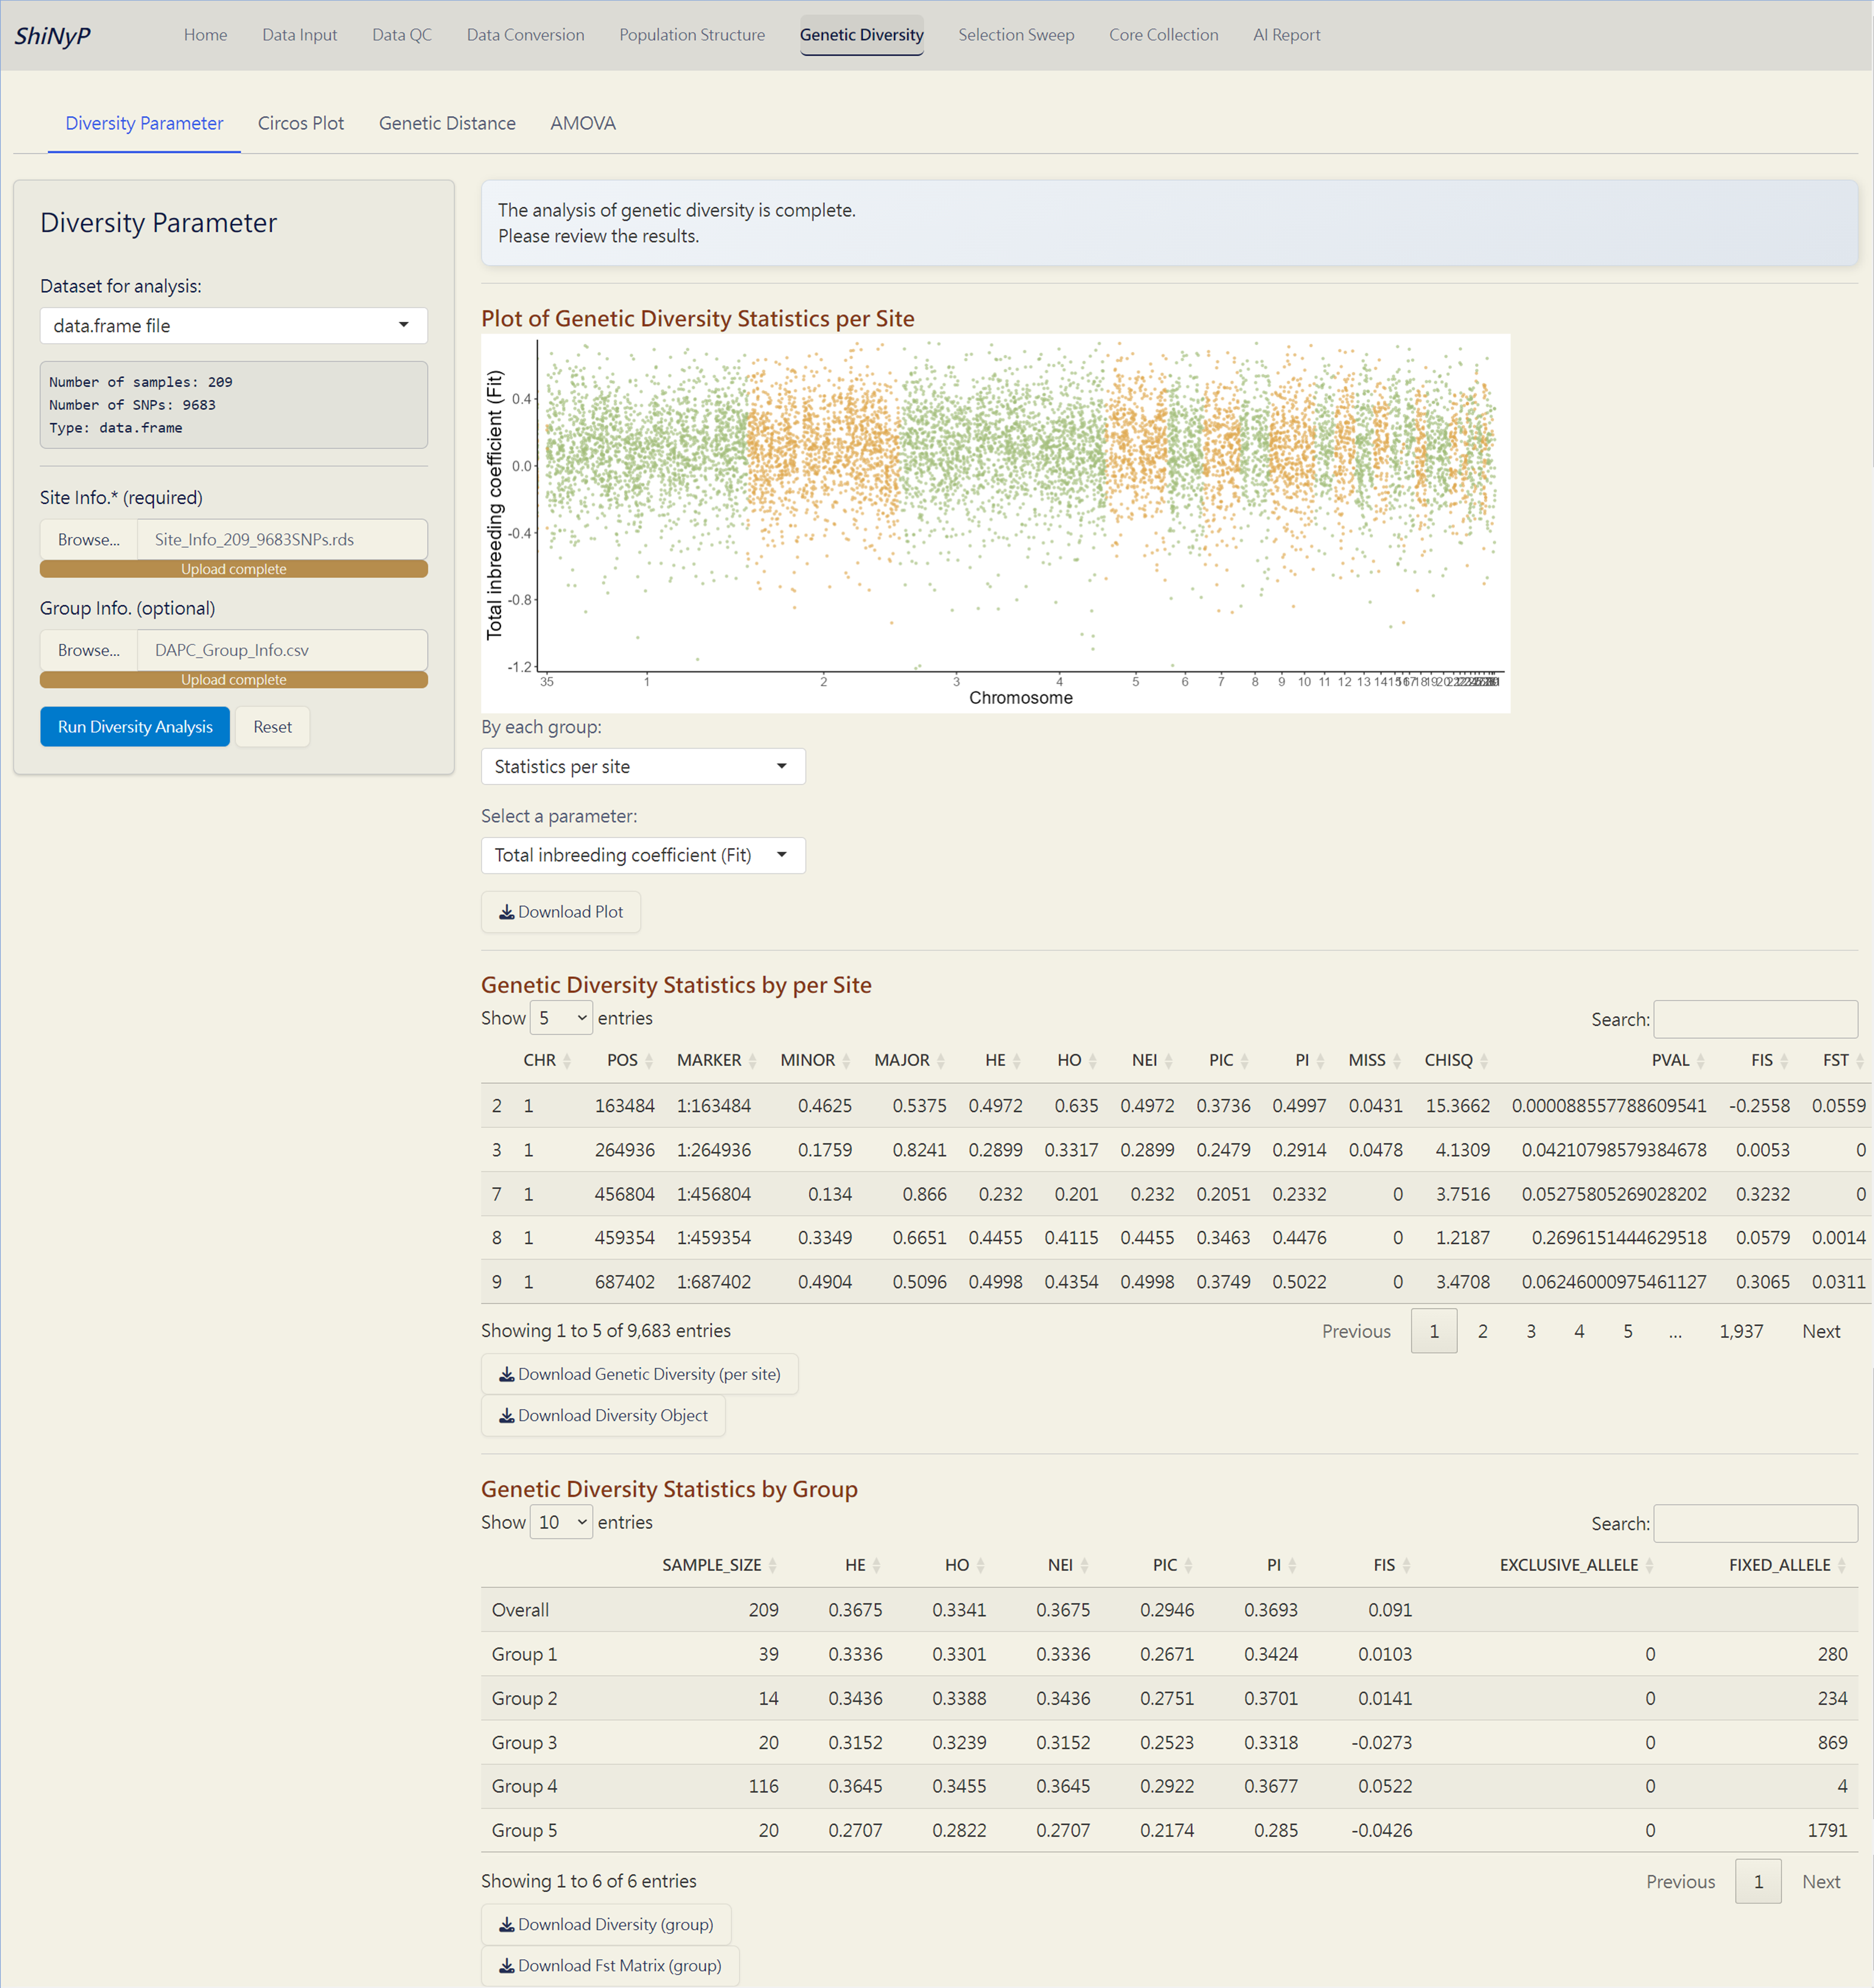 ShiNyP Home Data Input Data QC Data Conversion Population Structure Genetic Diversity Selection Sweep Core Collection AI Report
Diversity Parameter Circos Plot Genetic Distance AMOVA
Diversity Parameter
Dataset for analysis:
data.frame file
Number of samples: 209
Number of SNPs: 9683
Type: data.frame
Site Info.* (required)
Browse... Site_Info_209_9683SNPs.rds
Upload complete
Group Info. (optional)
Browse... DAPC_Group_Info.csv
Upload complete
Run Diversity Analysis Reset
The analysis of genetic diversity is complete.
Please review the results.
Plot of Genetic Diversity Statistics per Site
Total inbreeding coefficient (Fit)
0.4
0.0
-0.4
-0.8
-1.2
35 1 2 3 4 5 6 7 8 9 10 11 12 13 14 15 16 17 18 19 20
Chromosome
By each group:
Statistics per site
Select a parameter:
Total inbreeding coefficient (Fit)
Download Plot
Genetic Diversity Statistics by per Site
Show 5 entries Search:
CHR POS MARKER MINOR MAJOR HE HO NEI PIC PI MISS CHISQ PVAL FIS FST
2 1 163484 1:163484 0.4625 0.5375 0.4972 0.635 0.4972 0.3736 0.4997 0.0431 15.3662 0.000088557788609541 -0.2558 0.0559
3 1 264936 1:264936 0.1759 0.8241 0.2899 0.3317 0.2899 0.2479 0.2914 0.0478 4.1309 0.04210798579384678 0.0053 0
7 1 456804 1:456804 0.134 0.866 0.232 0.201 0.232 0.2051 0.2332 0 3.7516 0.05275805269028202 0.3232 0
8 1 459354 1:459354 0.3349 0.6651 0.4455 0.4115 0.4455 0.3463 0.4476 0 1.2187 0.2696151444629518 0.0579 0.0014
9 1 687402 1:687402 0.4904 0.5096 0.4998 0.4354 0.4998 0.3749 0.5022 0 3.4708 0.06246000975461127 0.3065 0.0311
Showing 1 to 5 of 9,683 entries Previous 1 2 3 4 5 ... 1,937 Next
Download Genetic Diversity (per site)
Download Diversity Object
Genetic Diversity Statistics by Group
Show 10 entries Search:
SAMPLE_SIZE HE HO NEI PIC PI FIS EXCLUSIVE_ALLELE FIXED_ALLELE
Overall 209 0.3675 0.3341 0.3675 0.2946 0.3693 0.091
Group 1 39 0.3336 0.3301 0.3336 0.2671 0.3424 0.0103 0 280
Group 2 14 0.3436 0.3388 0.3436 0.2751 0.3701 0.0141 0 234
Group 3 20 0.3152 0.3239 0.3152 0.2523 0.3318 -0.0273 0 869
Group 4 116 0.3645 0.3455 0.3645 0.2922 0.3677 0.0522 0 4
Group 5 20 0.2707 0.2822 0.2707 0.2174 0.285 -0.0426 0 1791
Showing 1 to 6 of 6 entries Previous 1 Next
Download Diversity (group)
Download Fst Matrix (group)